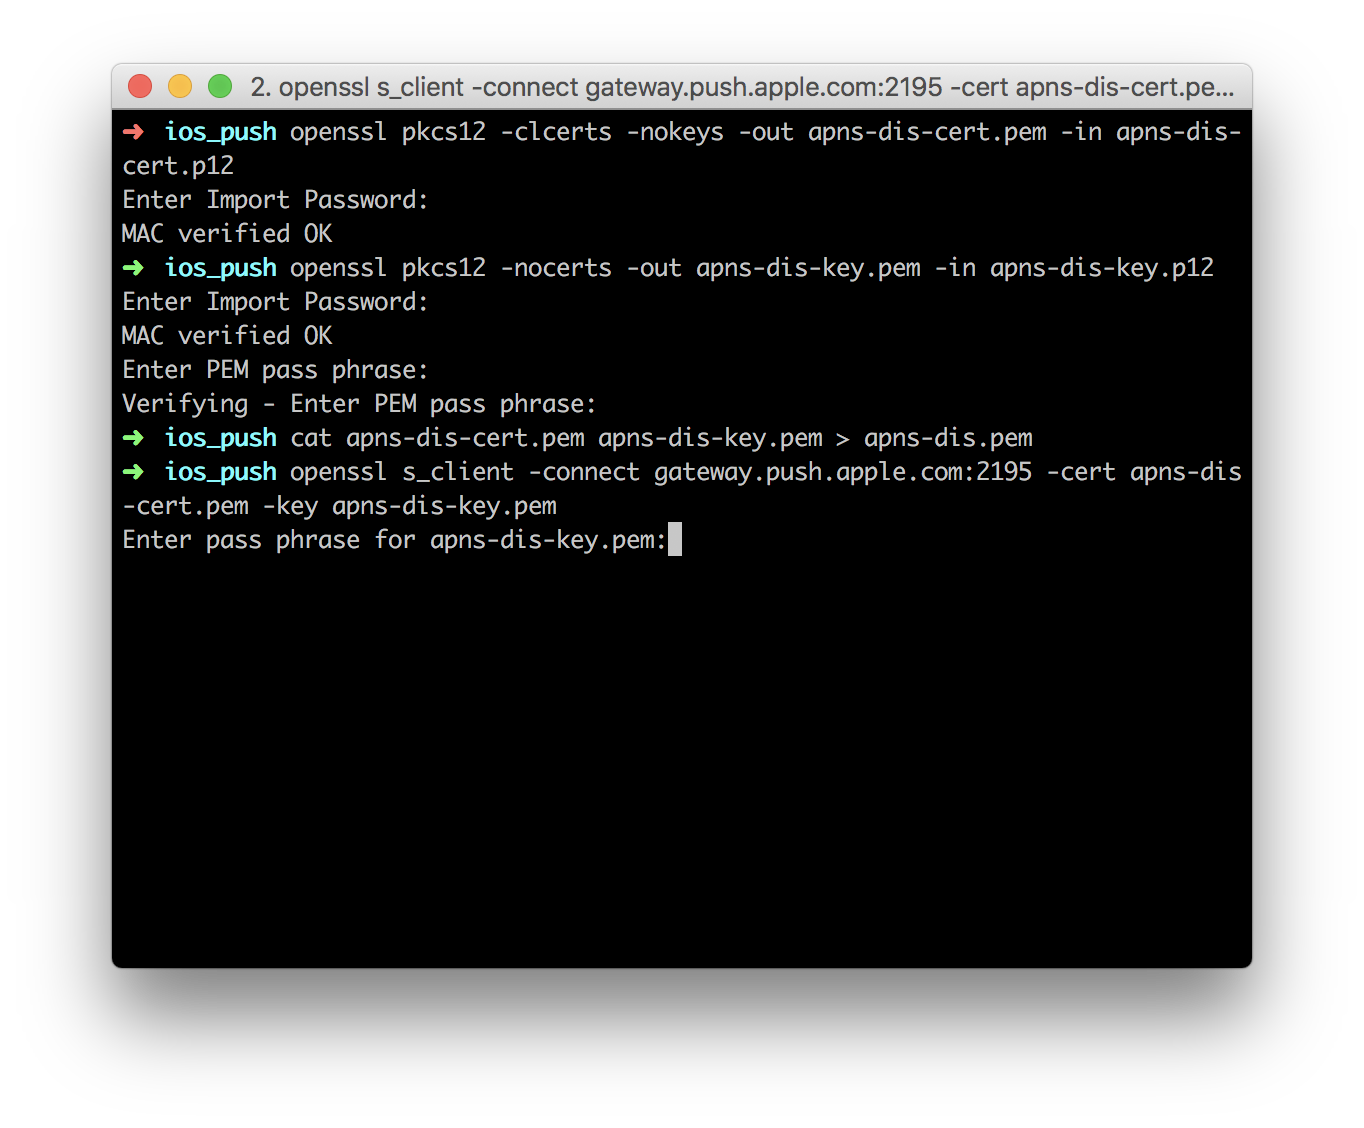 2. openssl s_client -connect gateway.push.apple.com:2195 -cert apns-dis-cert.pe...
➜ ios_push openssl pkcs12 -clcerts -nokeys -out apns-dis-cert.pem -in apns-dis-
cert.p12
Enter Import Password:
MAC verified OK
➜ ios_push openssl pkcs12 -nocerts -out apns-dis-key.pem -in apns-dis-key.p12
Enter Import Password:
MAC verified OK
Enter PEM pass phrase:
Verifying - Enter PEM pass phrase:
➜ ios_push cat apns-dis-cert.pem apns-dis-key.pem > apns-dis.pem
➜ ios_push openssl s_client -connect gateway.push.apple.com:2195 -cert apns-dis
-cert.pem -key apns-dis-key.pem
Enter pass phrase for apns-dis-key.pem: